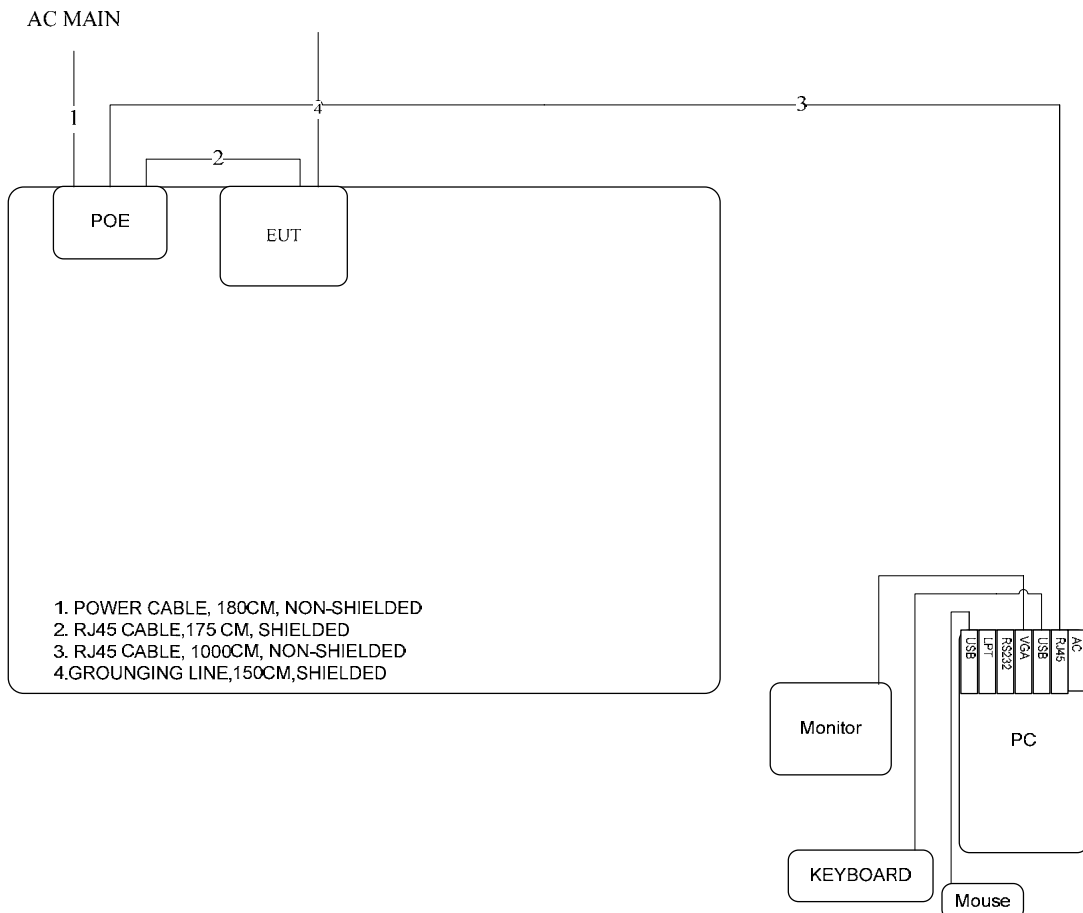 AC MAIN
1
4
3
2
POE
EUT
1. POWER CABLE, 180CM, NON-SHIELDED
2. RJ45 CABLE,175 CM, SHIELDED
3. RJ45 CABLE, 1000CM, NON-SHIELDED
4.GROUNGING LINE,150CM,SHIELDED
USB
LPT
RS232
VGA
USB
RJ45
AC
Monitor
PC
KEYBOARD
Mouse